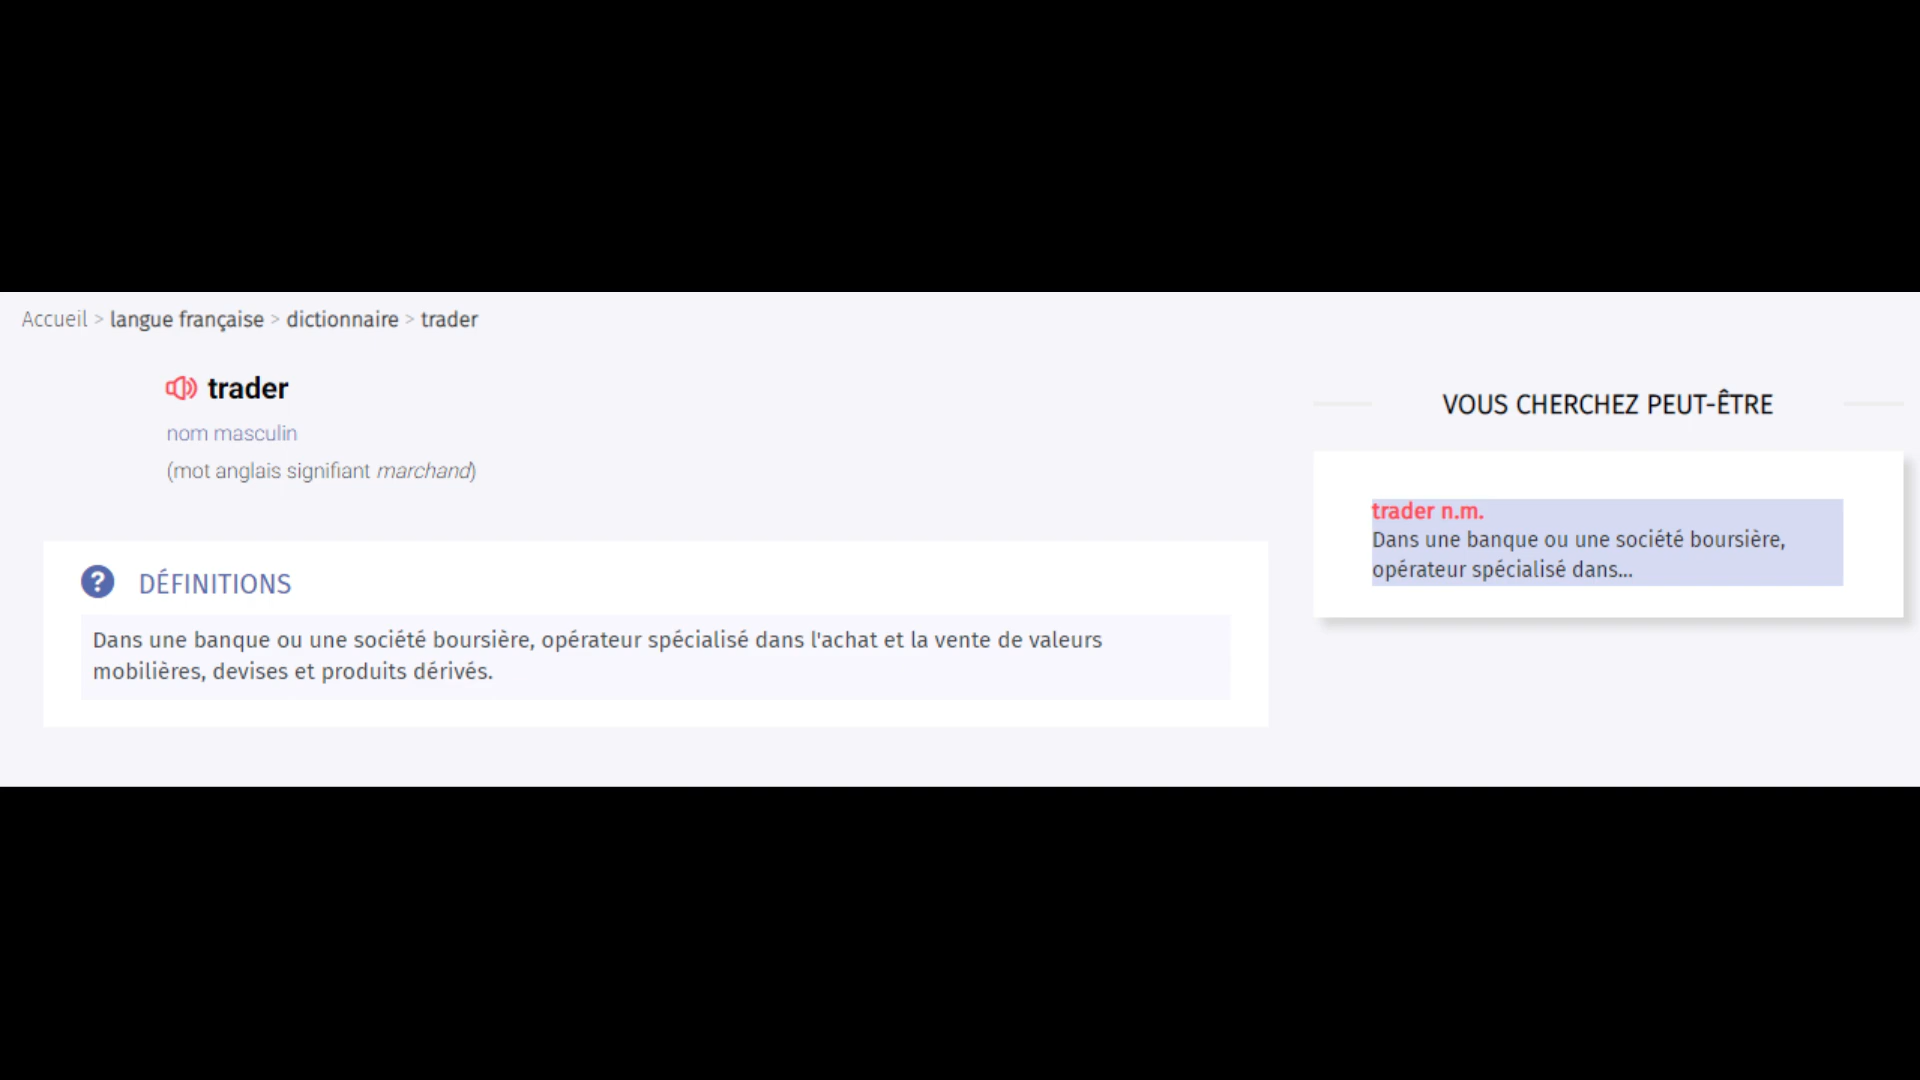 Accueil > langue française > dictionnaire > trader
trader
nom masculin
(mot anglais signifiant marchand)
DÉFINITIONS
Dans une banque ou une société boursière, opérateur spécialisé dans l'achat et la vente de valeurs
mobilières, devises et produits dérivés.
VOUS CHERCHEZ PEUT-ÊTRE
trader n.m.
Dans une banque ou une société boursière,
opérateur spécialisé dans...